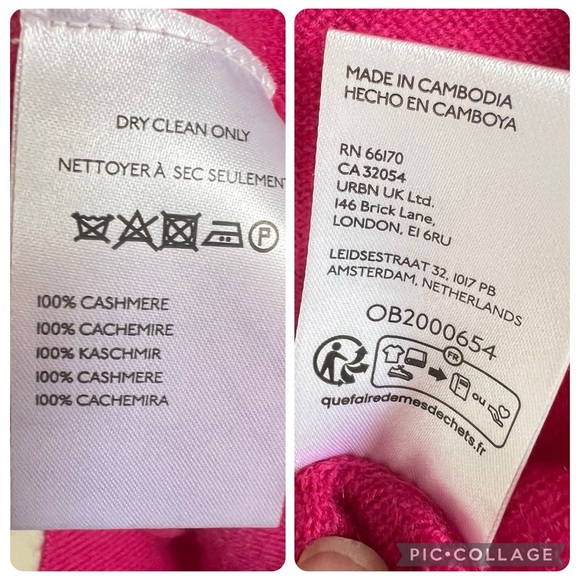 DRY CLEAN ONLY
NETTOYER À SEC SEULEMENT
P
100% CASHMERE
100% CACHEMIRE
100% KASCHMIR
100% CASHMERE
100% CACHEMIRA
MADE IN CAMBODIA
HECHO EN CAMBOYA
RN 66170
CA 32054
URBN UK Ltd.
146 Brick Lane,
LONDON, E1 6RU
LEIDSESTRAAT 32, 1017 PB
AMSTERDAM, NETHERLANDS
OB2000654
FR
ou
quefairedemesdechets.fr
PIC•COLLAGE